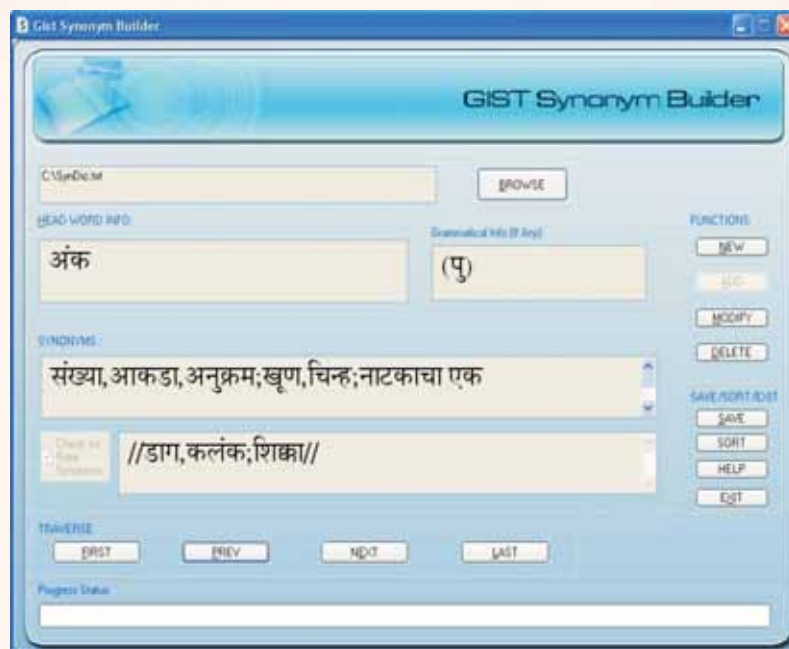 Gist Synonym Builder
GIST Synonym Builder
C:\SynDic.txt
BROWSE
HEAD WORD INFO:
Grammatical Info (If Any)
FUNCTIONS
अंक
(पु)
NEW
ADD
MODIFY
DELETE
SYNONYMS :
संख्या,आकडा,अनुक्रम;खूण,चिन्ह;नाटकाचा एक
SAVE/SORT/EXIT
SAVE
SORT
HELP
EXIT
//डाग,कलंक;शिक्का//
TRAVERSE
FIRST
PREV
NEXT
LAST
Progress Status